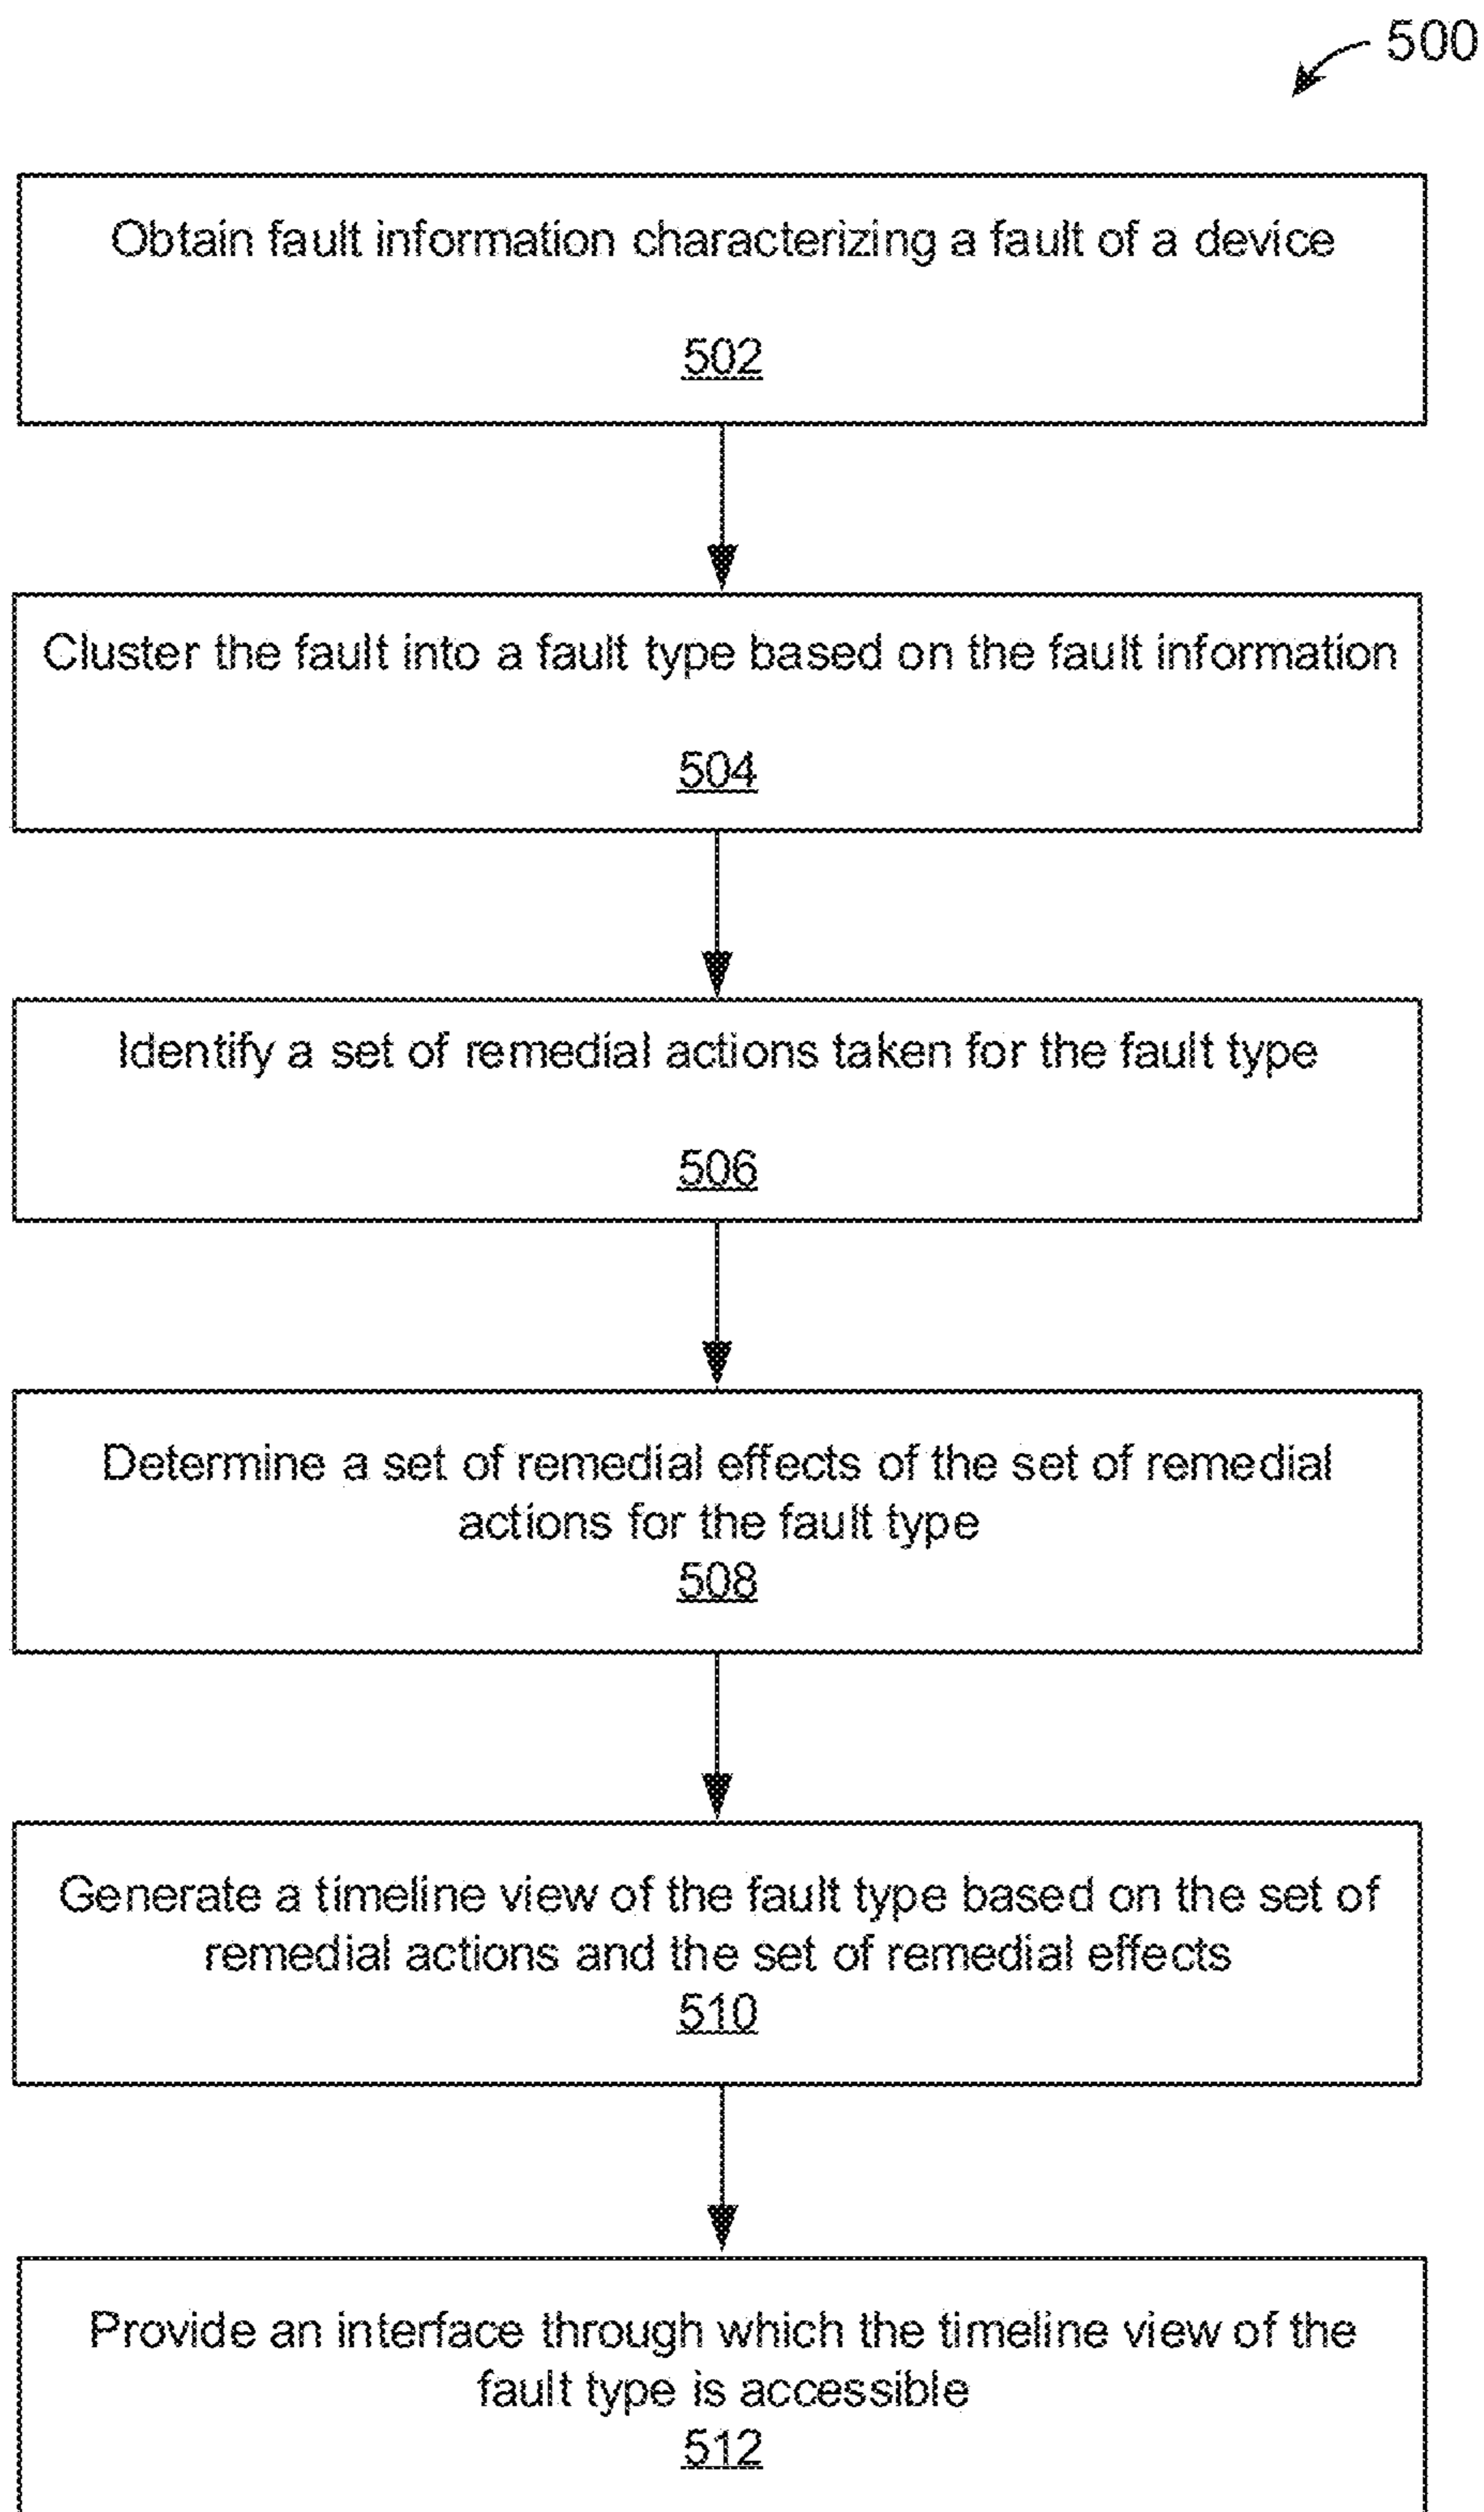 500
Obtain fault information characterizing a fault of a device
502
Cluster the fault into a fault type based on the fault information
504
Identify a set of remedial actions taken for the fault type
506
Determine a set of remedial effects of the set of remedial
actions for the fault type
508
Generate a timeline view of the fault type based on the set of
remedial actions and the set of remedial effects
510
Provide an interface through which the timeline view of the
fault type is accessible
512